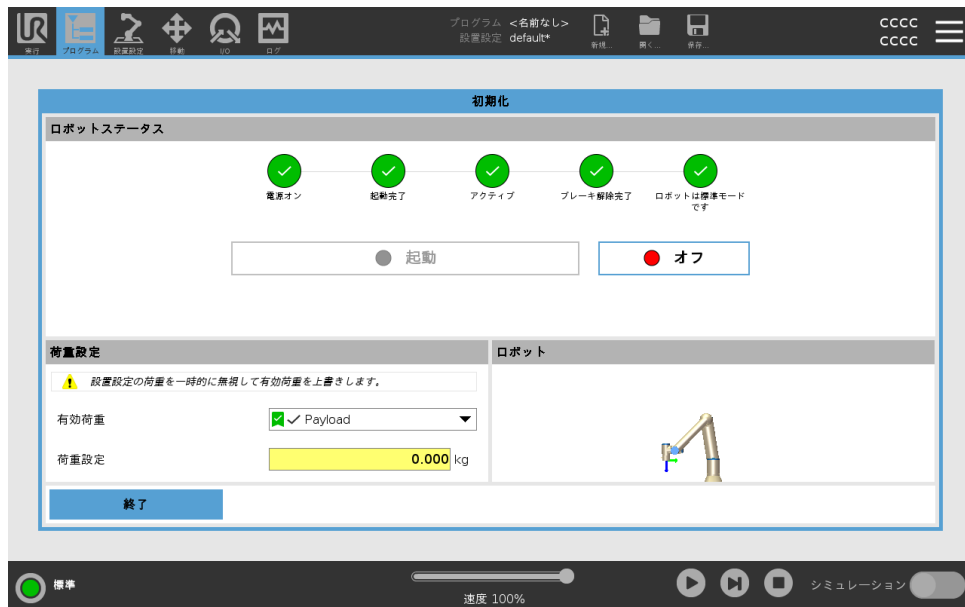 プログラム <名前なし>
設置設定 default*
cccc
cccc
実行
プログラム
設置設定
移動
I/O
ログ
新規...
開く...
保存...
初期化
ロボットステータス
電源オン
起動完了
アクティブ
ブレーキ解除完了
ロボットは標準モード
です
起動
オフ
荷重設定
ロボット
設置設定の荷重を一時的に無視して有効荷重を上書きします。
有効荷重
Payload
荷重設定
0.000 kg
終了
標準
速度 100%
シミュレーション